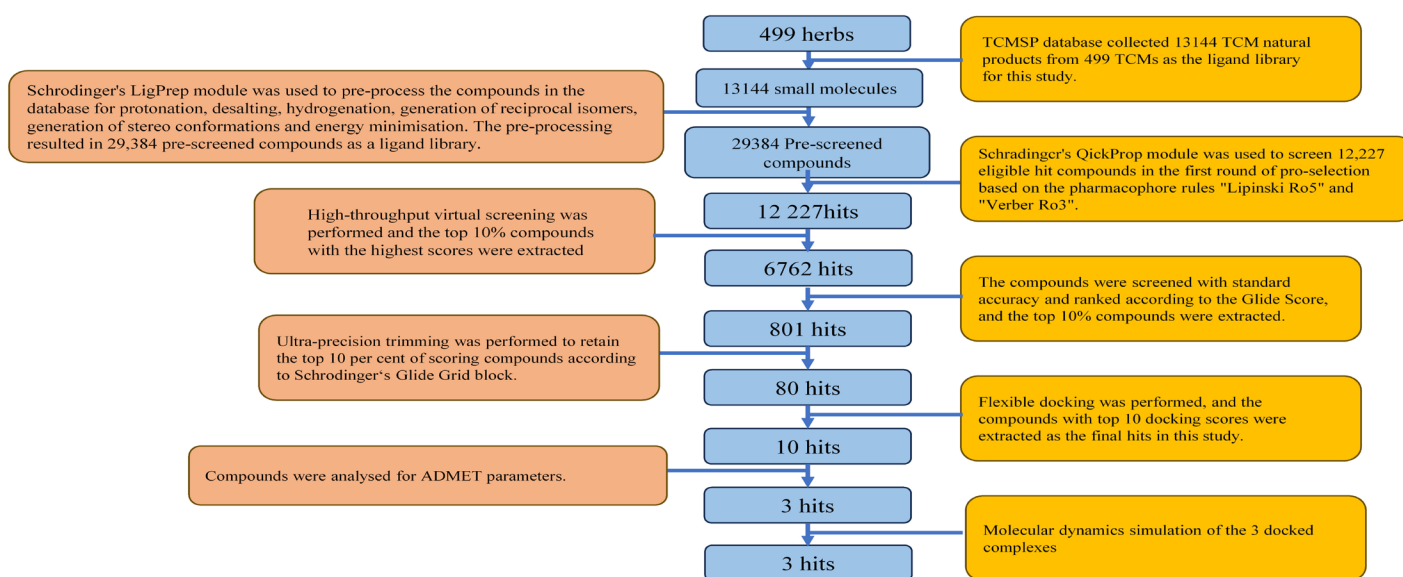 499 herbs
TCMSP database collected 13144 TCM natural
products from 499 TCMs as the ligand library
for this study.
13144 small molecules
Schrodinger's LigPrep module was used to pre-process the compounds in the
database for protonation, desalting, hydrogenation, generation of reciprocal isomers,
generation of stereo conformations and energy minimisation. The pre-processing
resulted in 29,384 pre-screened compounds as a ligand library.
29384 Pre-screened
compounds
Schradingcr's QickProp module was used to screen 12,227
eligible hit compounds in the first round of pro-selection
based on the pharmacophore rules "Lipinski Ro5" and
"Verber Ro3".
12 227hits
High-throughput virtual screening was
performed and the top 10% compounds
with the highest scores were extracted
6762 hits
The compounds were screened with standard
accuracy and ranked according to the Glide Score,
and the top 10% compounds were extracted.
801 hits
Ultra-precision trimming was performed to retain
the top 10 per cent of scoring compounds according
to Schrodinger‘s Glide Grid block.
80 hits
Flexible docking was performed, and the
compounds with top 10 docking scores were
extracted as the final hits in this study.
10 hits
Compounds were analysed for ADMET parameters.
3 hits
Molecular dynamics simulation of the 3 docked
complexes
3 hits